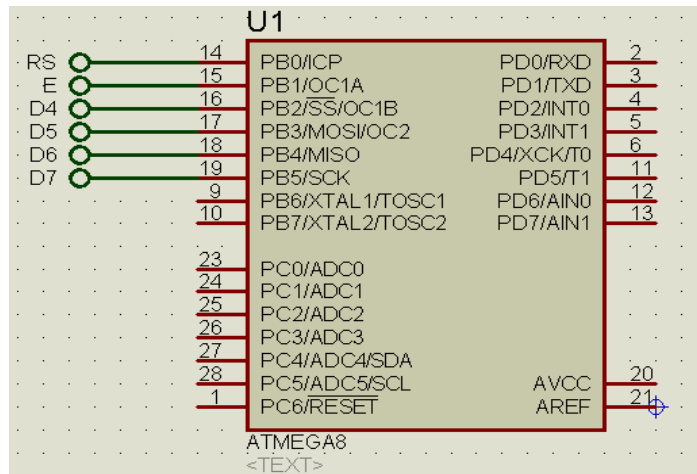 U1
RS 14 PB0/ICP PD0/RXD 2
E 15 PB1/OC1A PD1/TXD 3
D4 16 PB2/SS/OC1B PD2/INT0 4
D5 17 PB3/MOSI/OC2 PD3/INT1 5
D6 18 PB4/MISO PD4/XCK/T0 6
D7 19 PB5/SCK PD5/T1 11
9 PB6/XTAL1/TOSC1 PD6/AIN0 12
10 PB7/XTAL2/TOSC2 PD7/AIN1 13
23 PC0/ADC0
24 PC1/ADC1
25 PC2/ADC2
26 PC3/ADC3
27 PC4/ADC4/SDA
28 PC5/ADC5/SCL AVCC 20
1 PC6/RESET AREF 21
ATMEGA8
<TEXT>